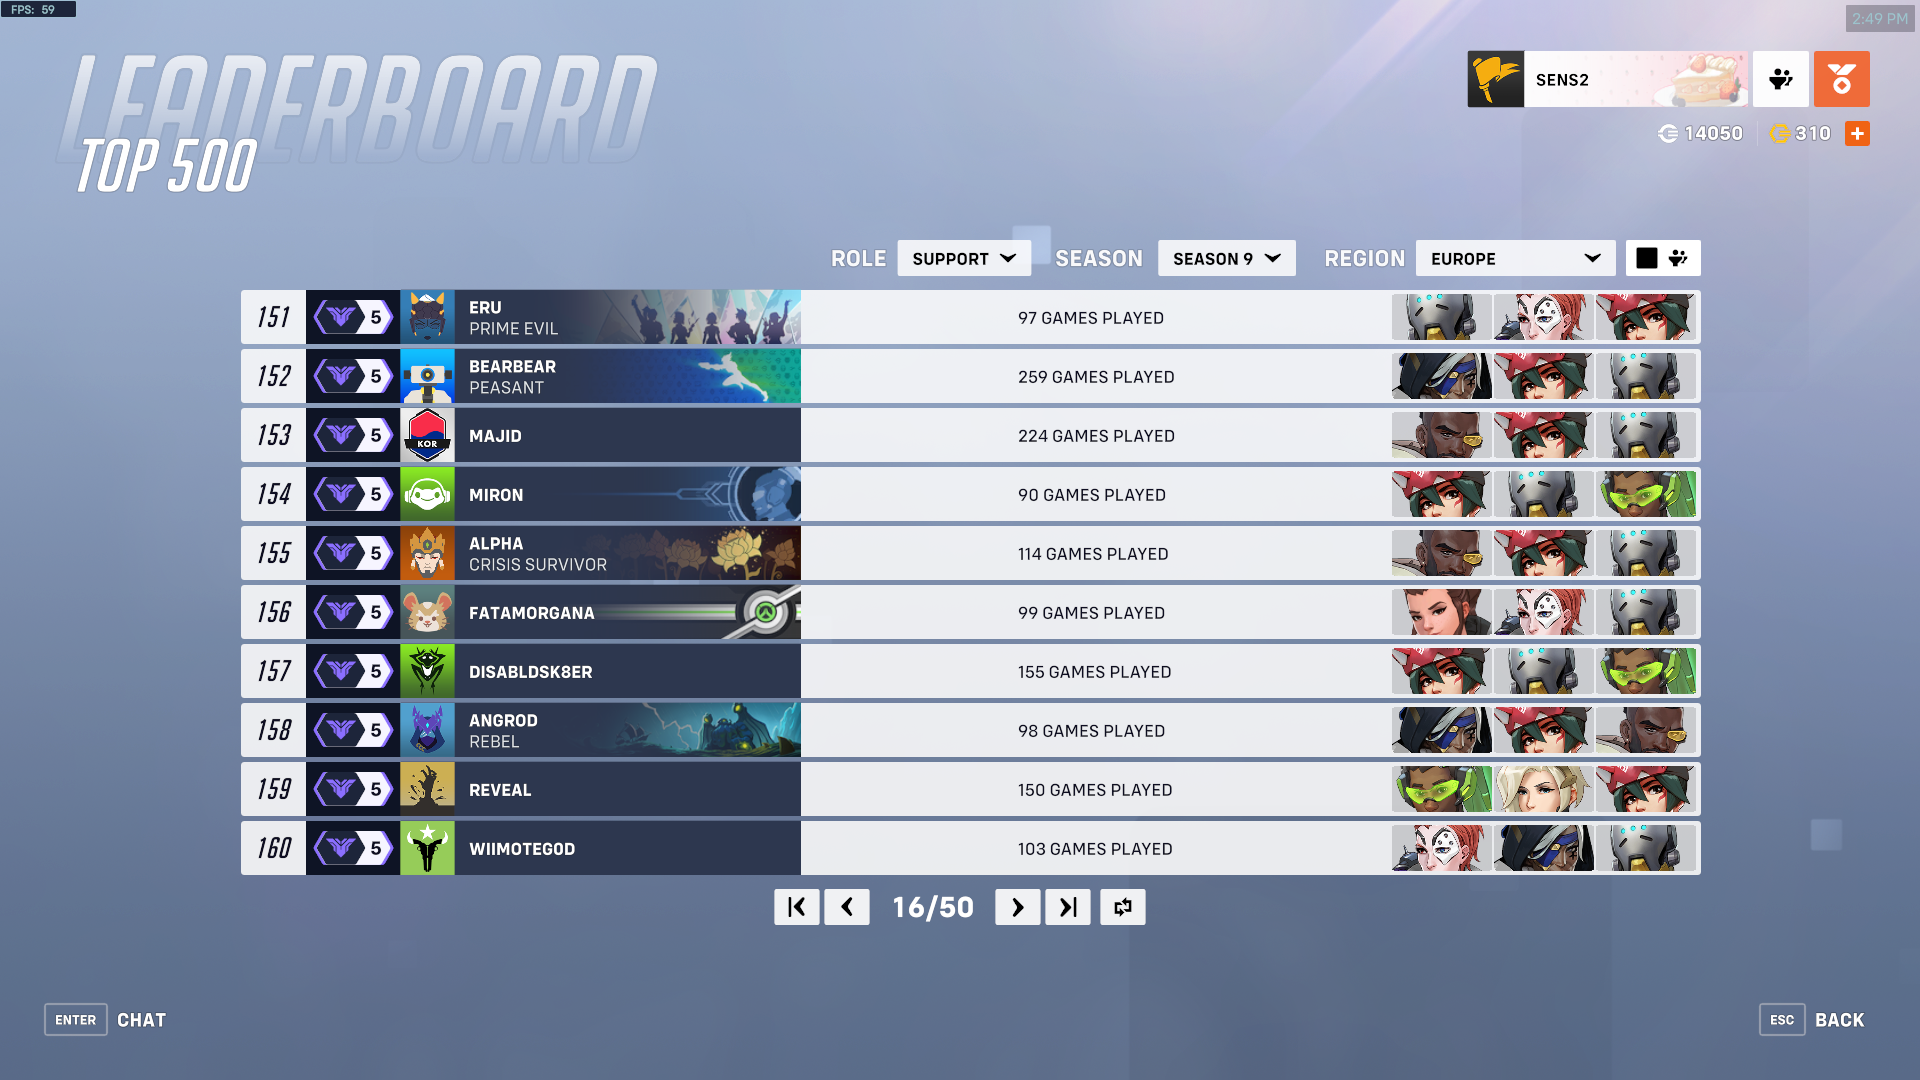 FPS: 59
2:49 PM
LEADERBOARD
TOP 500
SENS2
14050
310
ROLE
SUPPORT
SEASON
SEASON 9
REGION
EUROPE
151
5
ERU
PRIME EVIL
97 GAMES PLAYED
152
5
BEARBEAR
PEASANT
259 GAMES PLAYED
153
5
KOR
MAJID
224 GAMES PLAYED
154
5
MIRON
90 GAMES PLAYED
155
5
ALPHA
CRISIS SURVIVOR
114 GAMES PLAYED
156
5
FATAMORGANA
99 GAMES PLAYED
157
5
DISABLDSK8ER
155 GAMES PLAYED
158
5
ANGROD
REBEL
98 GAMES PLAYED
159
5
REVEAL
150 GAMES PLAYED
160
5
WIIMOTEGOD
103 GAMES PLAYED
16/50
ENTER
CHAT
ESC
BACK